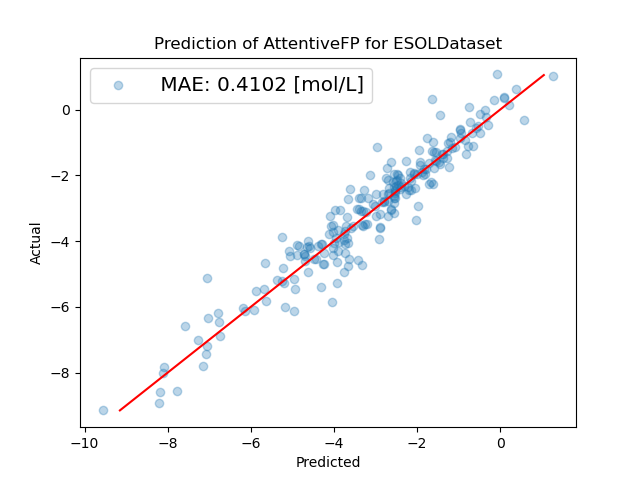 Prediction of AttentiveFP for ESOLDataset
MAE: 0.4102 [mol/L]
0
−2
−4
−6
−8
Actual
−10
−8
−6
−4
−2
0
Predicted